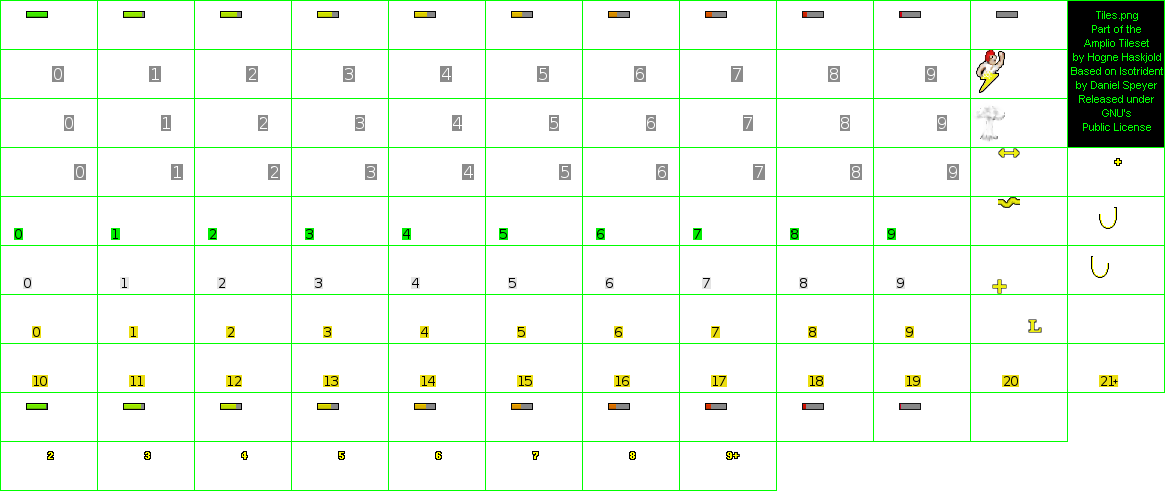 Tiles.png
Part of the
Amplio Tileset
by Hogne Haskjold
Based on Isotrident
by Daniel Speyer
Released under
GNU's
Public License
0 1 2 3 4 5 6 7 8 9
0 1 2 3 4 5 6 7 8 9
0 1 2 3 4 5 6 7 8 9
+
0 1 2 3 4 5 6 7 8 9
0 1 2 3 4 5 6 7 8 9 +
0 1 2 3 4 5 6 7 8 9 L
10 11 12 13 14 15 16 17 18 19 20 21+
2 3 4 5 6 7 8 9+